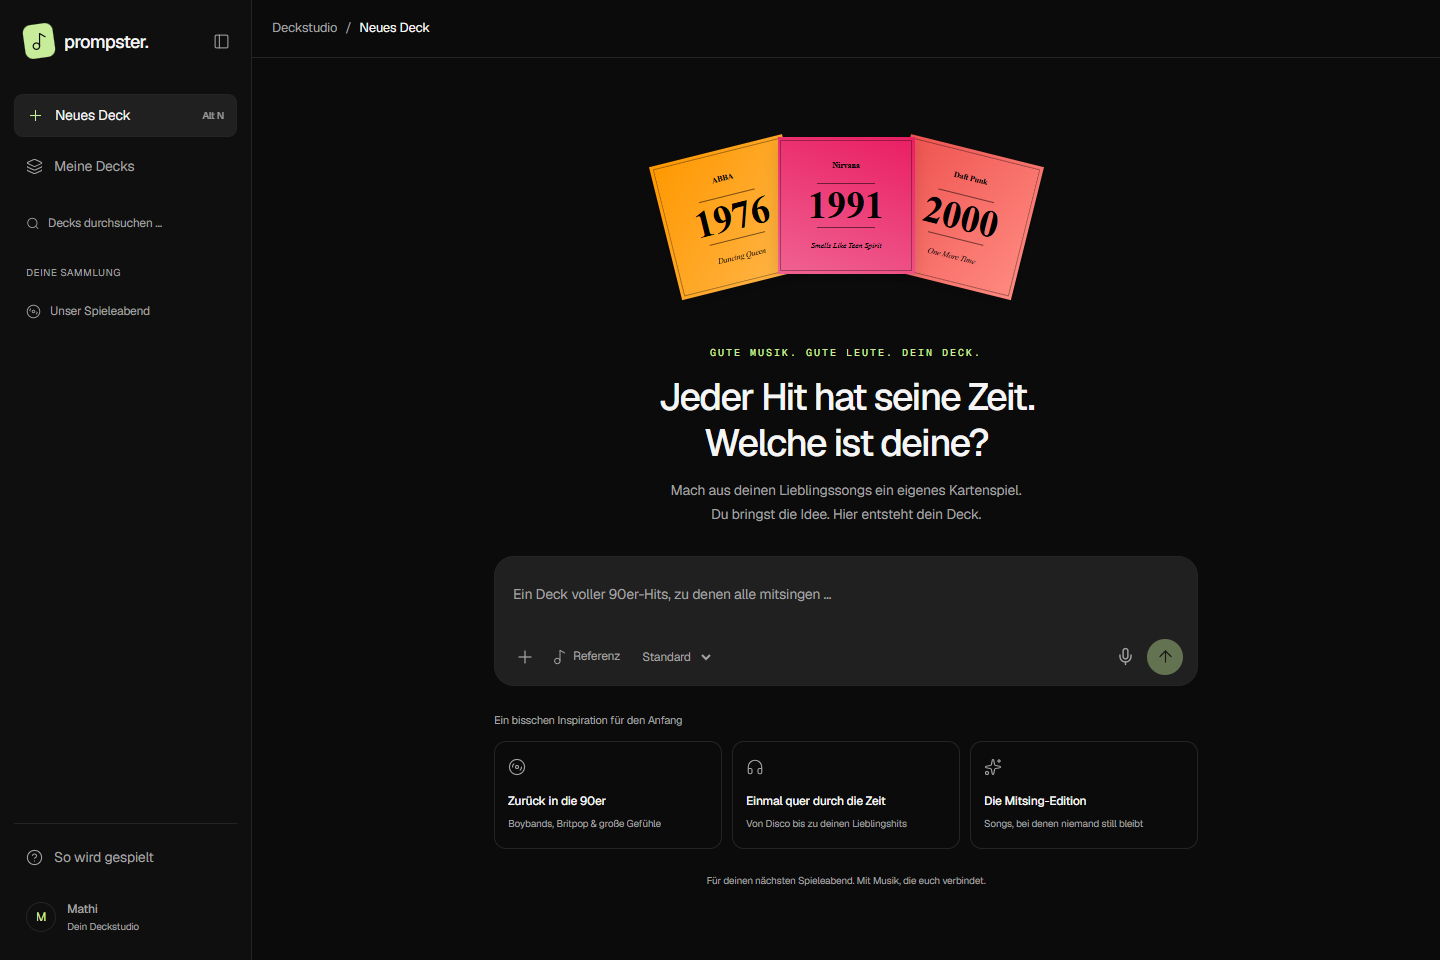 prompster.
Neues Deck
Alt N
Meine Decks
Decks durchsuchen ...
DEINE SAMMLUNG
Unser Spieleabend
So wird gespielt
M
Mathi
Dein Deckstudio
Deckstudio / Neues Deck
ABBA
1976
Dancing Queen
Nirvana
1991
Smells Like Teen Spirit
Daft Punk
2000
One More Time
GUTE MUSIK. GUTE LEUTE. DEIN DECK.
Jeder Hit hat seine Zeit.
Welche ist deine?
Mach aus deinen Lieblingssongs ein eigenes Kartenspiel.
Du bringst die Idee. Hier entsteht dein Deck.
Ein Deck voller 90er-Hits, zu denen alle mitsingen ...
Referenz
Standard
Ein bisschen Inspiration für den Anfang
Zurück in die 90er
Boybands, Britpop & große Gefühle
Einmal quer durch die Zeit
Von Disco bis zu deinen Lieblingshits
Die Mitsing-Edition
Songs, bei denen niemand still bleibt
Für deinen nächsten Spieleabend. Mit Musik, die euch verbindet.